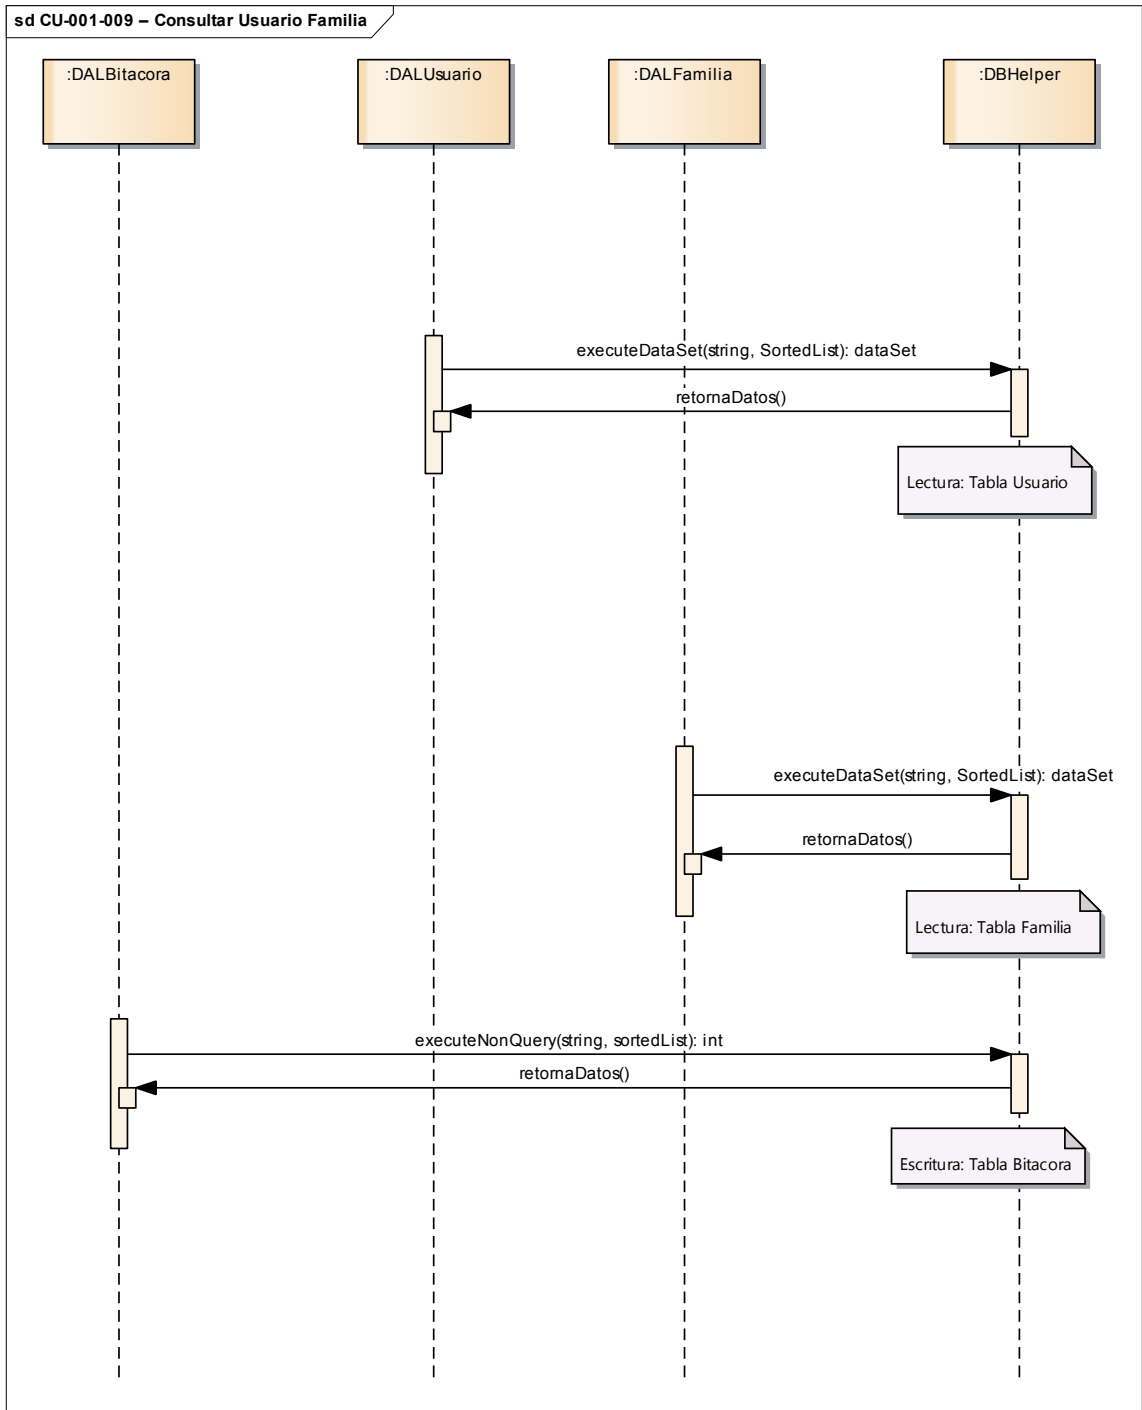 sd CU-001-009 – Consultar Usuario Familia
:DALBitacora
:DALUsuario
:DALFamilia
:DBHelper
executeDataSet(string, SortedList): dataSet
retornaDatos()
Lectura: Tabla Usuario
executeDataSet(string, SortedList): dataSet
retornaDatos()
Lectura: Tabla Familia
executeNonQuery(string, sortedList): int
retornaDatos()
Escritura: Tabla Bitacora